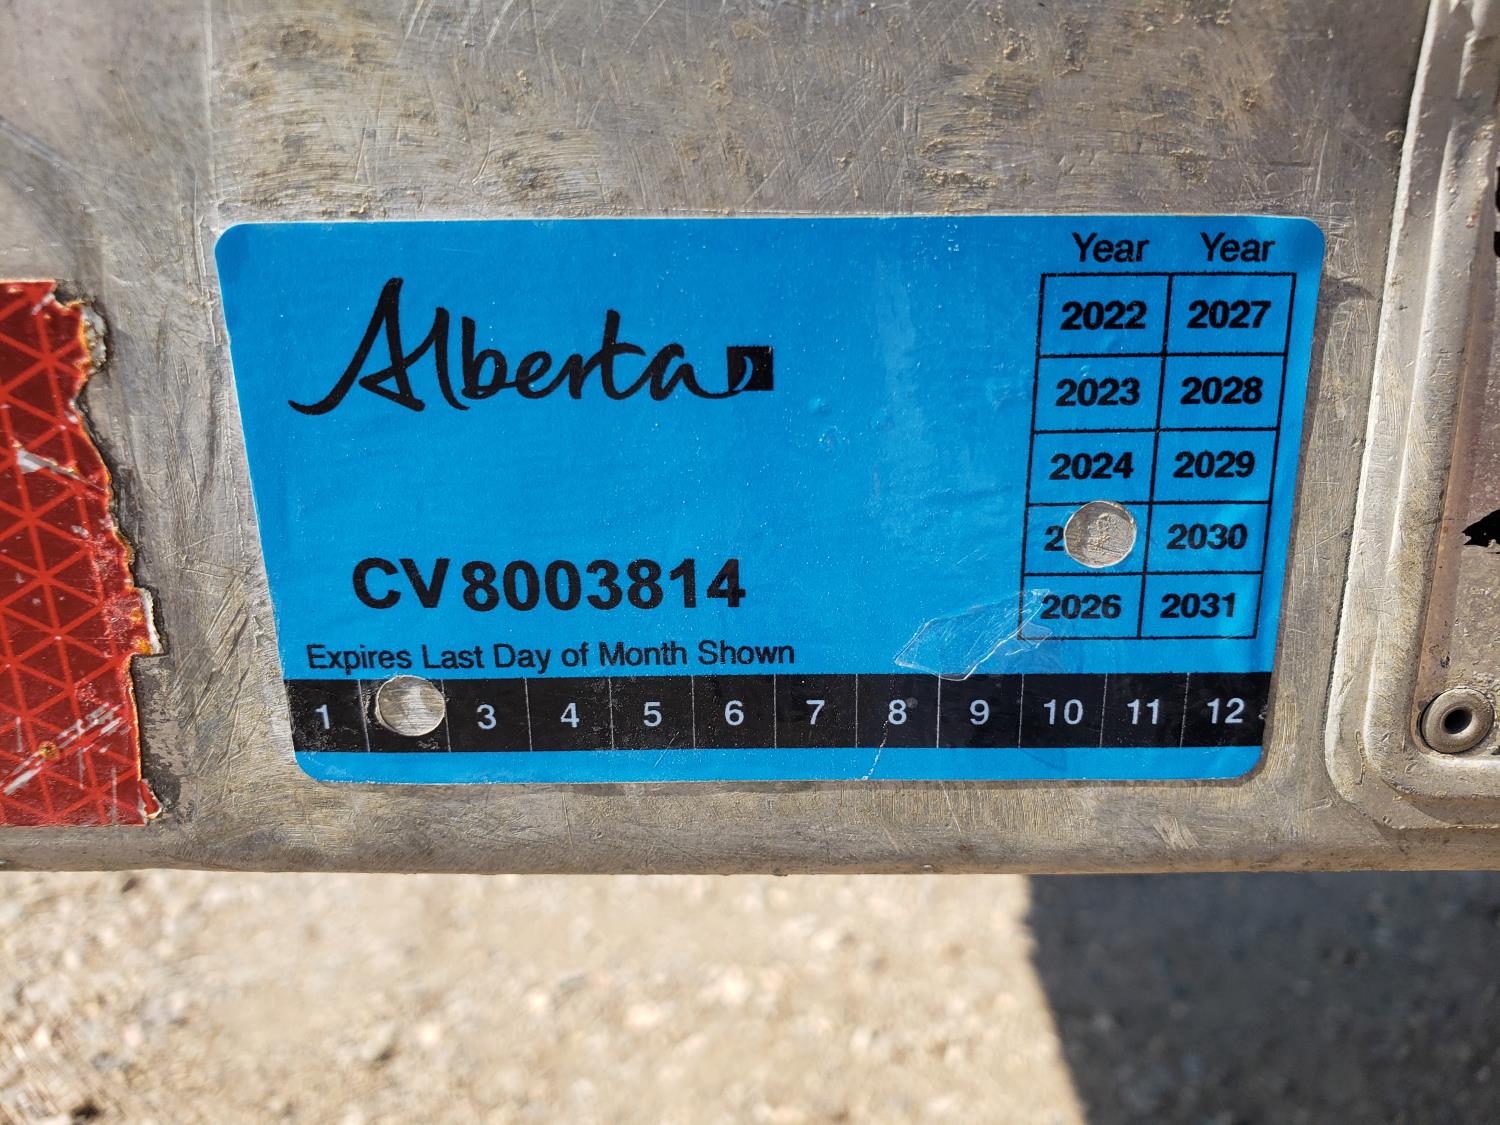 Alberta
Year Year
2022 2027
2023 2028
2024 2029
2 2030
2026 2031
CV8003814
Expires Last Day of Month Shown
1 3 4 5 6 7 8 9 10 11 12